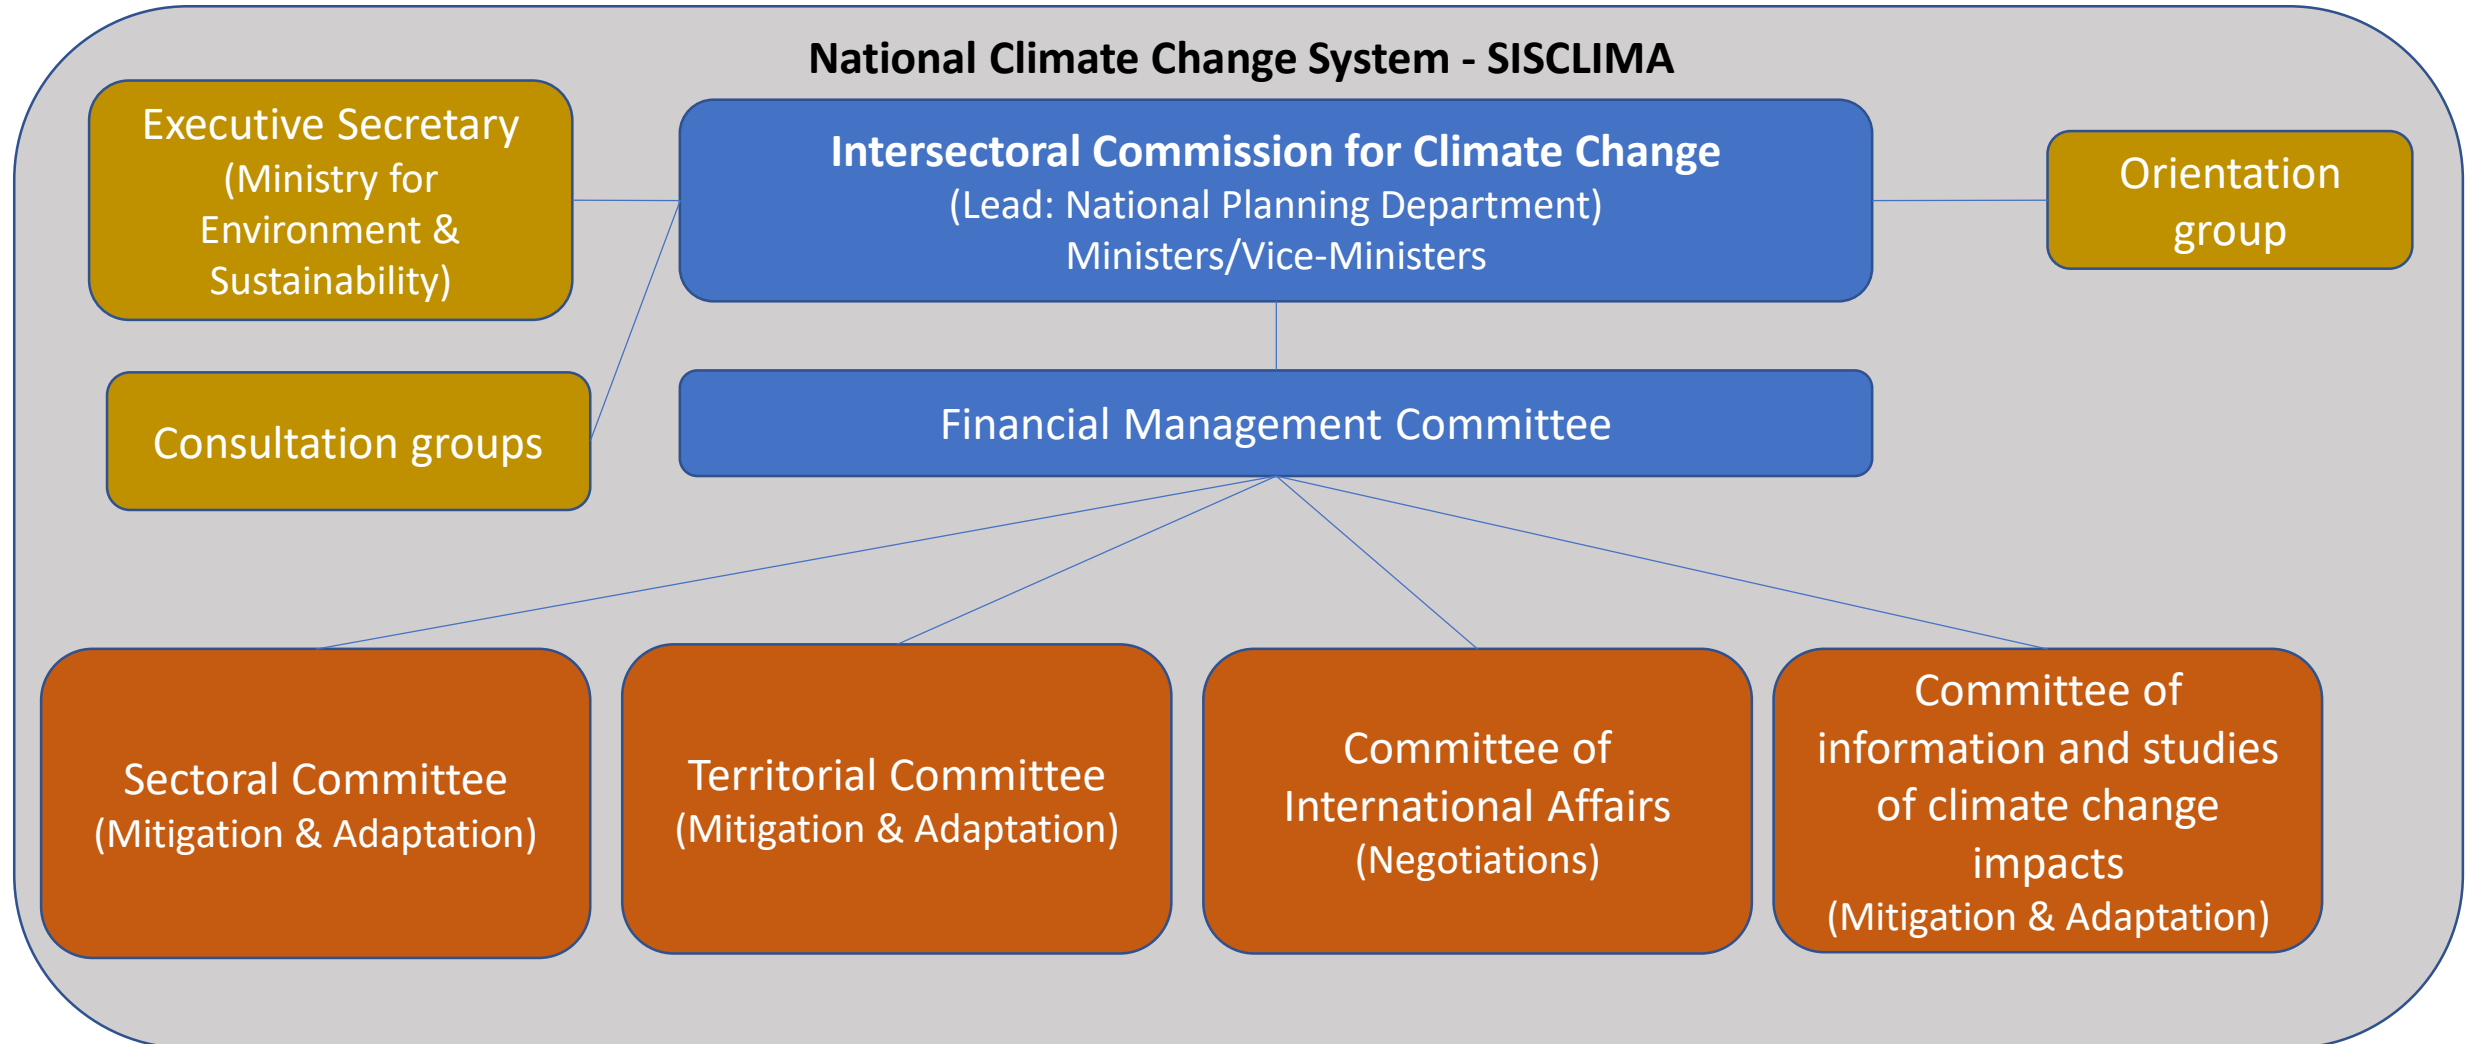 National Climate Change System - SISCLIMA
Executive Secretary
(Ministry for
Environment &
Sustainability)
Intersectoral Commission for Climate Change
(Lead: National Planning Department)
Ministers/Vice-Ministers
Orientation
group
Consultation groups
Financial Management Committee
Sectoral Committee
(Mitigation & Adaptation)
Territorial Committee
(Mitigation & Adaptation)
Committee of
International Affairs
(Negotiations)
Committee of
information and studies
of climate change
impacts
(Mitigation & Adaptation)